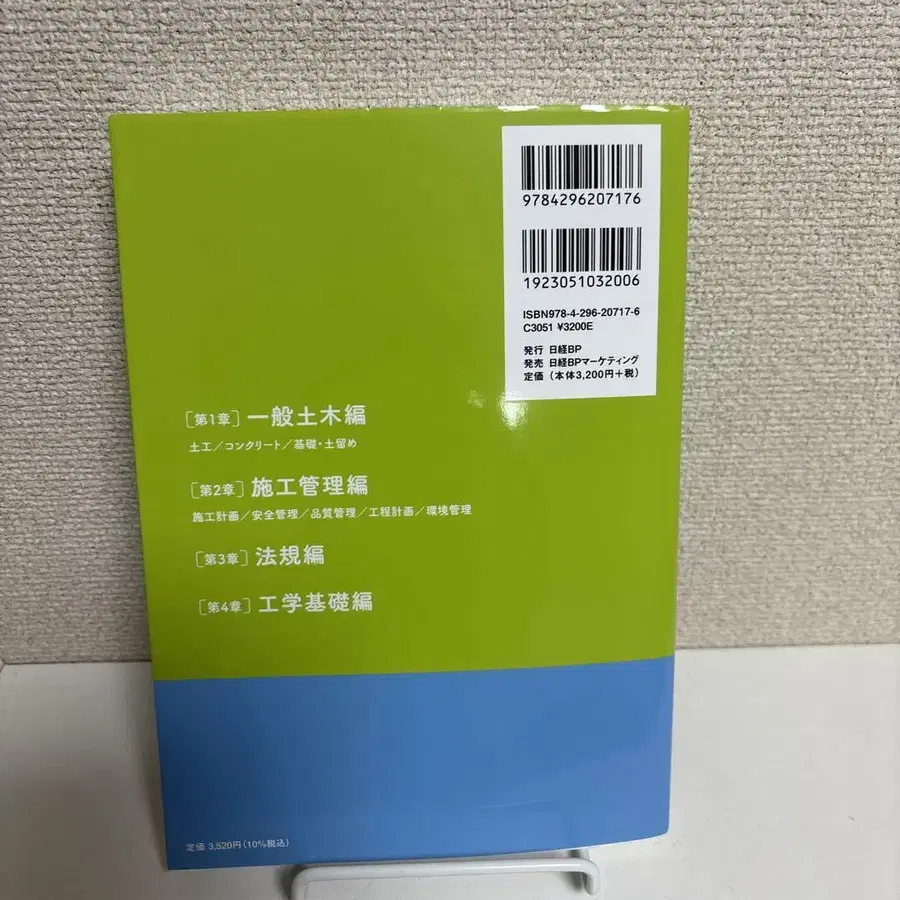 9784296207176
1923051032006
ISBN978-4-296-20717-6
C3051 ¥3200E
発行 日経BP
発売 日経BPマーケティング
定価（本体3,200円+税）
［第1章］一般土木編
土工／コンクリート／基礎・土留め
［第2章］施工管理編
施工計画／安全管理／品質管理／工程計画／環境管理
［第3章］法規編
［第4章］工学基礎編
定価 3,520円（10%税込）